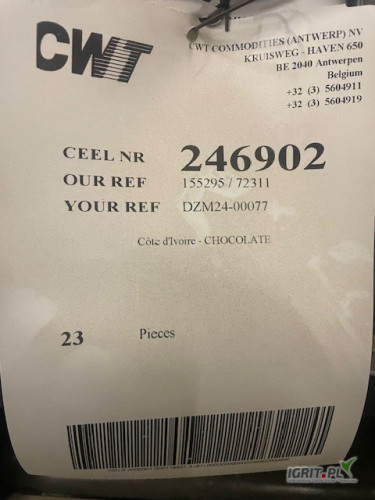 CWT
CWT COMMODITIES (ANTWERP) NV
KRUISWEG - HAVEN 650
BE 2040 Antwerpen
Belgium
+32 (3) 5604911
+32 (3) 5604919
CEEL NR 246902
OUR REF 155295 / 72311
YOUR REF DZM24-00077
Côte d'Ivoire - CHOCOLATE
23 Pieces
IGRIT.PL